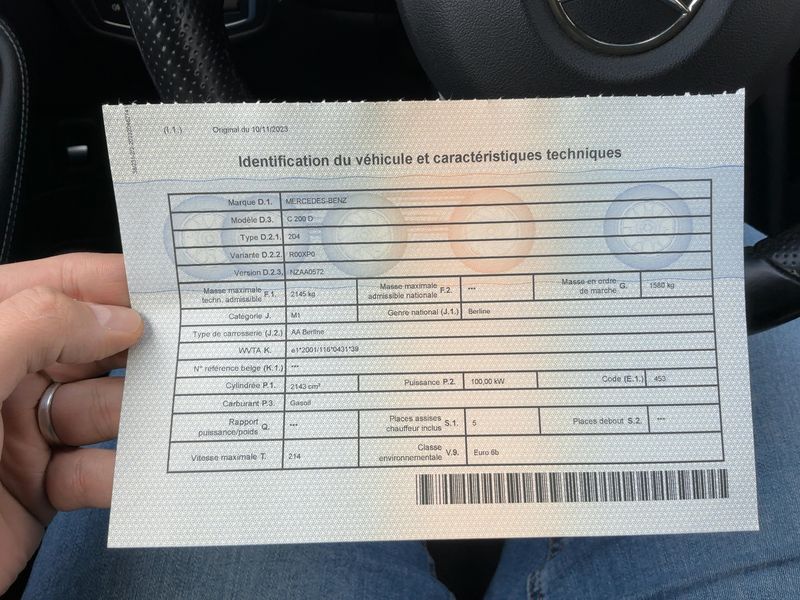 (I.1.) Original du 10/11/2023
Identification du véhicule et caractéristiques techniques
Marque D.1. MERCEDES-BENZ
Modèle D.3. C 200 D
Type D.2.1. 204
Variante D.2.2. R00XP0
Version D.2.3. NZAA0572
Masse maximale techn. admissible F.1. 2145 kg Masse maximale admissible nationale F.2. *** Masse en ordre de marche G. 1580 kg
Catégorie J. M1 Genre national (J.1.) Berline
Type de carrosserie (J.2.) AA Berline
WVTA K. e1*2001/116*0431*39
N° référence belge (K.1.) ***
Cylindrée P.1. 2143 cm³ Puissance P.2. 100,00 kW Code (E.1.) 453
Carburant P.3. Gasoil
Rapport puissance/poids Q. *** Places assises chauffeur inclus S.1. 5 Places debout S.2. ***
Vitesse maximale T. 214 Classe environnementale V.9. Euro 6b